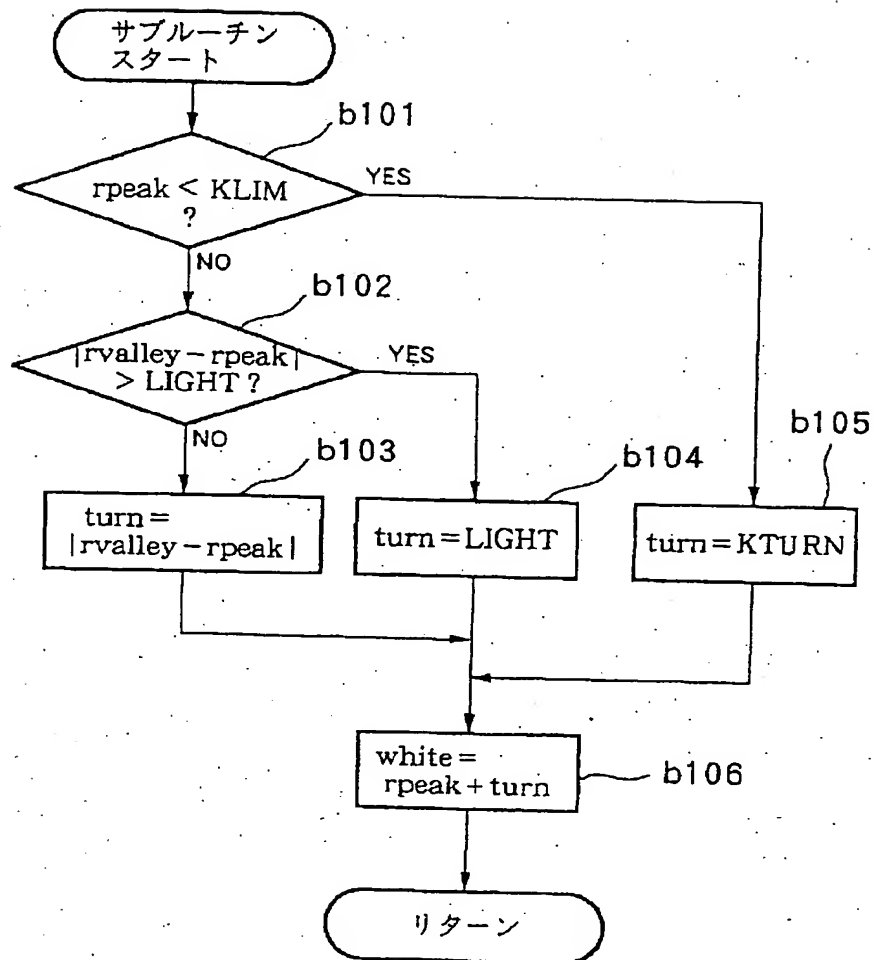 サブルーチン
スタート
b101
rpeak < KLIM
?
YES
NO
b102
|rvalley−rpeak|
> LIGHT ?
YES
NO
b103
turn=
|rvalley−rpeak|
b104
turn=LIGHT
b105
turn=KTURN
white=
rpeak+turn
b106
リターン